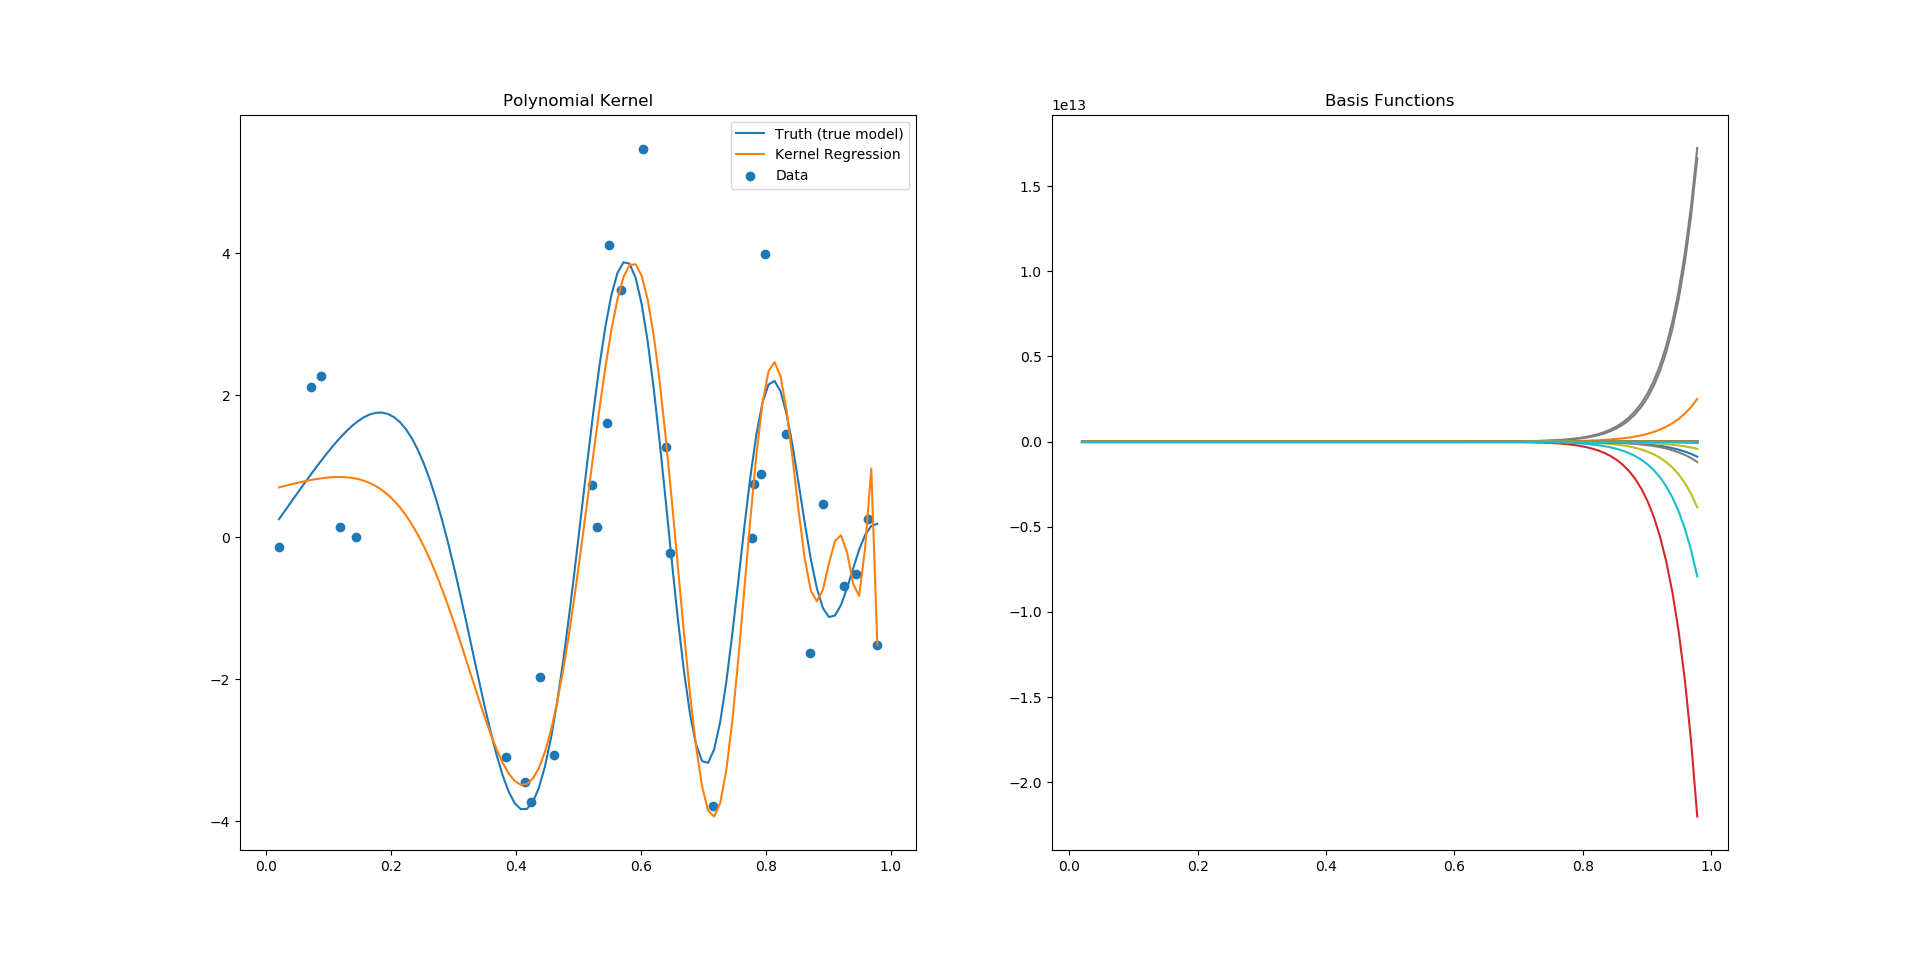 Polynomial Kernel
Truth (true model)
Kernel Regression
Data
4
2
0
−2
−4
0.0 0.2 0.4 0.6 0.8 1.0
Basis Functions
1e13
1.5
1.0
0.5
0.0
−0.5
−1.0
−1.5
−2.0
0.0 0.2 0.4 0.6 0.8 1.0